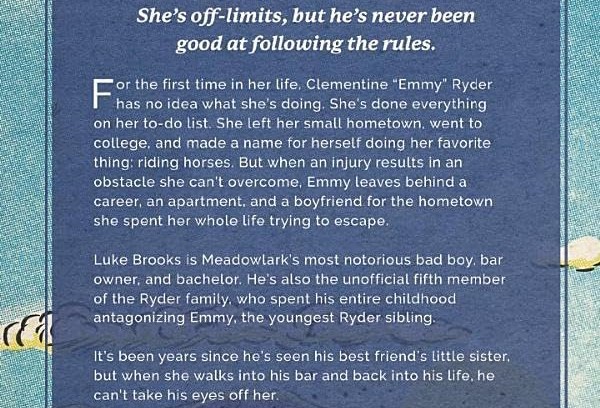 She’s off-limits, but he’s never been
good at following the rules.
For the first time in her life, Clementine “Emmy” Ryder
has no idea what she’s doing. She’s done everything
on her to-do list. She left her small hometown, went to
college, and made a name for herself doing her favorite
thing: riding horses. But when an injury results in an
obstacle she can’t overcome, Emmy leaves behind a
career, an apartment, and a boyfriend for the hometown
she spent her whole life trying to escape.
Luke Brooks is Meadowlark’s most notorious bad boy, bar
owner, and bachelor. He’s also the unofficial fifth member
of the Ryder family, who spent his entire childhood
antagonizing Emmy, the youngest Ryder sibling.
It’s been years since he’s seen his best friend’s little sister,
but when she walks into his bar and back into his life, he
can’t take his eyes off her.